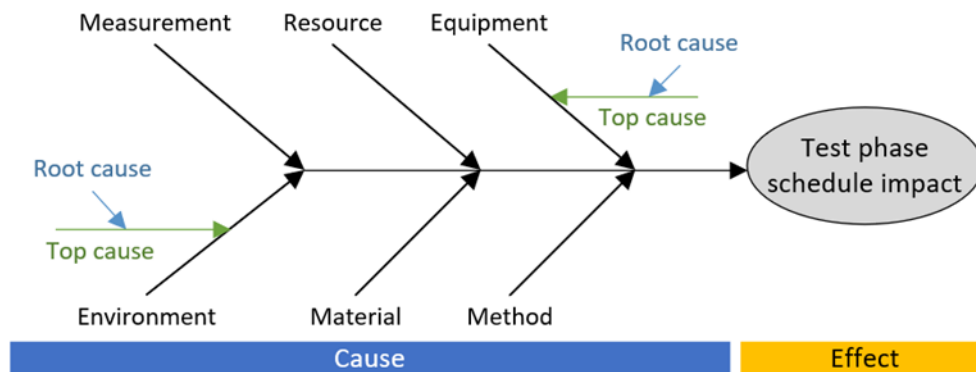 Measurement
Resource
Equipment
Root cause
Top cause
Test phase
schedule impact
Root cause
Top cause
Environment
Material
Method
Cause
Effect